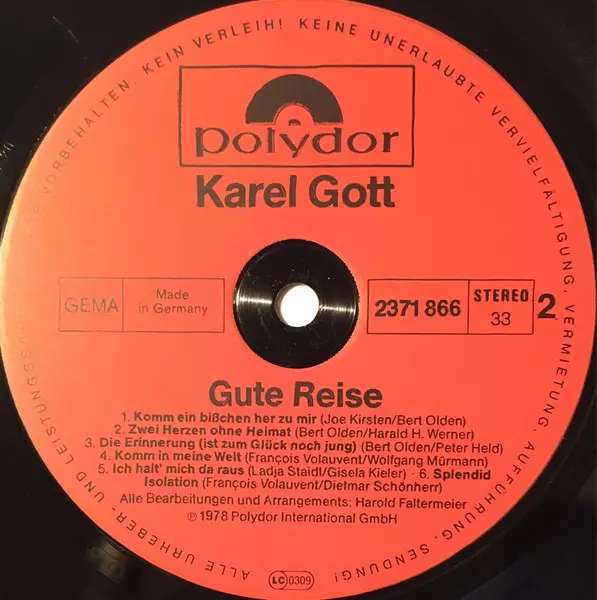 polydor
Karel Gott
GEMA
Made
in Germany
2371 866
STEREO
33
2
Gute Reise
1. Komm ein bißchen her zu mir (Joe Kirsten/Bert Olden)
2. Zwei Herzen ohne Heimat (Bert Olden/Harald H. Werner)
3. Die Erinnerung (ist zum Glück noch jung) (Bert Olden/Peter Held)
4. Komm in meine Welt (François Volauvent/Wolfgang Mürmann)
5. Ich halt' mich da raus (Ladja Staidl/Gisela Kieler) · 6. Splendid
Isolation (François Volauvent/Dietmar Schönherr)
Alle Bearbeitungen und Arrangements: Harold Faltermeier
℗ 1978 Polydor International GmbH
LC 0309
ALLE URHEBER- UND LEISTUNGSSC VORBEHALTEN. KEIN VERLEIH! KEINE UNERLAUBTE VERVIELFÄLTIGUNG, VERMIETUNG, AUFFÜHRUNG, SENDUNG!